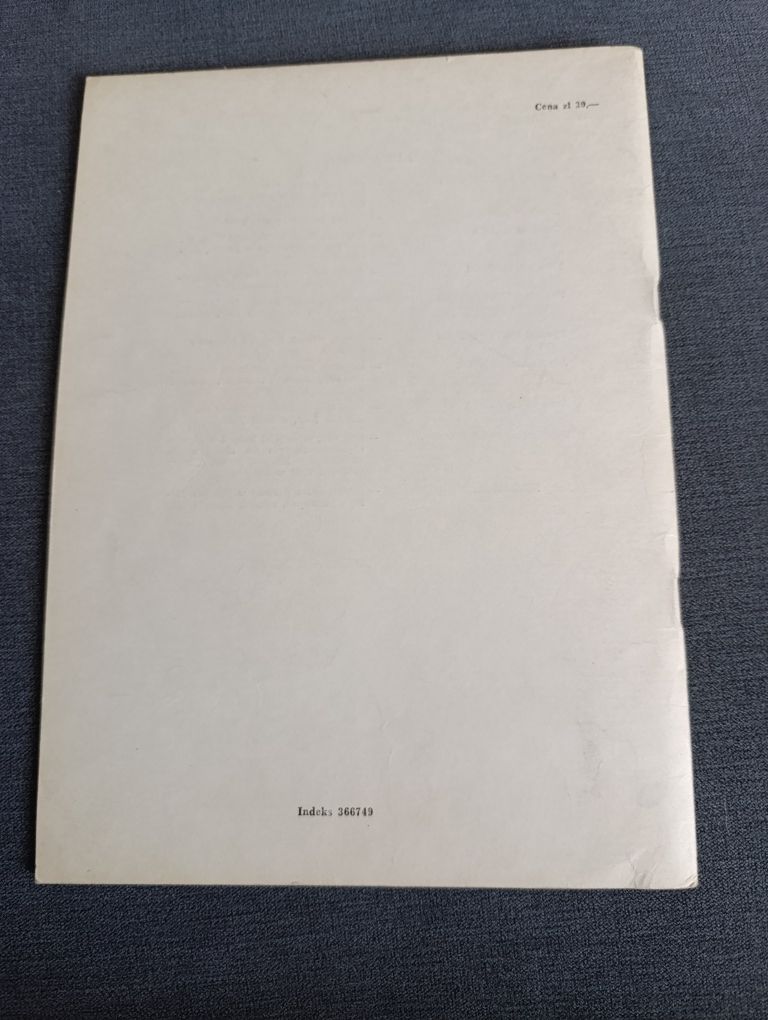 Cena zł 39,—
Indeks 366749